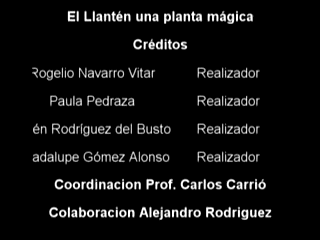 El Llantén una planta mágica
Créditos
Rogelio Navarro Vitar Realizador
Paula Pedraza Realizador
én Rodríguez del Busto Realizador
adalupe Gómez Alonso Realizador
Coordinacion Prof. Carlos Carrió
Colaboracion Alejandro Rodriguez